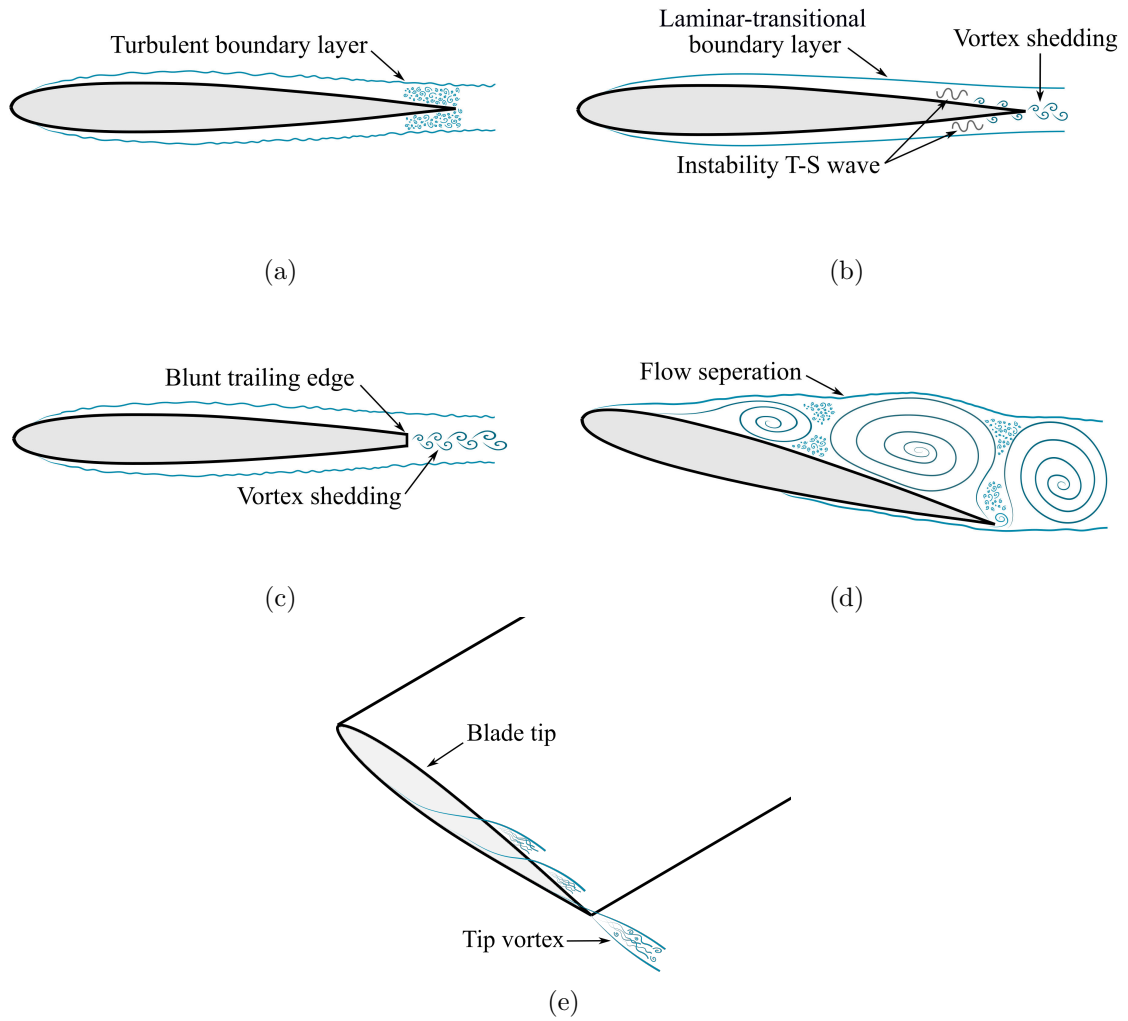 Turbulent boundary layer
Laminar-transitional
boundary layer
Vortex shedding
Instability T-S wave
(a)
(b)
Blunt trailing edge
Vortex shedding
Flow seperation
(c)
(d)
Blade tip
Tip vortex
(e)